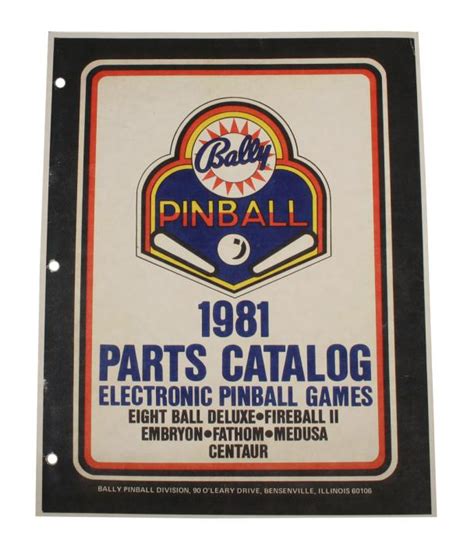 Bally
PINBALL
1981
PARTS CATALOG
ELECTRONIC PINBALL GAMES
EIGHT BALL DELUXE•FIREBALL II
EMBRYON•FATHOM•MEDUSA
CENTAUR
BALLY PINBALL DIVISION, 90 O'LEARY DRIVE, BENSENVILLE, ILLINOIS 60106